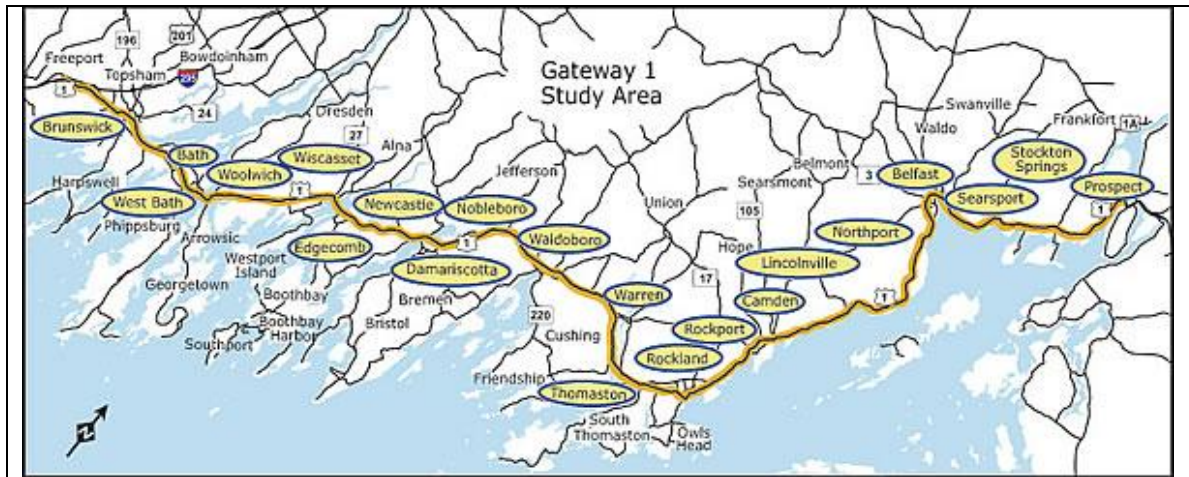 Gateway 1
Study Area
Freeport
196
201
Bowdoinham
Topsham
295
1
24
Brunswick
Dresden
27
Alna
Bath
Woolwich
Wiscasset
Jefferson
Harpswell
West Bath
Phippsburg
1
Newcastle
Nobleboro
Arrowsic
Westport
Island
Edgecomb
1
Waldoboro
Georgetown
Damariscotta
Boothbay
Bremen
Boothbay
Harbor
Southport
Bristol
Union
Searsmont
105
Hope
17
Belmont
3
Swanville
Waldo
Frankfort
1A
Belfast
Stockton
Springs
Searsport
Prospect
1
Northport
Lincolnville
Warren
Camden
1
220
Cushing
Rockport
Rockland
Friendship
Thomaston
South
Thomaston
Owls
Head
N